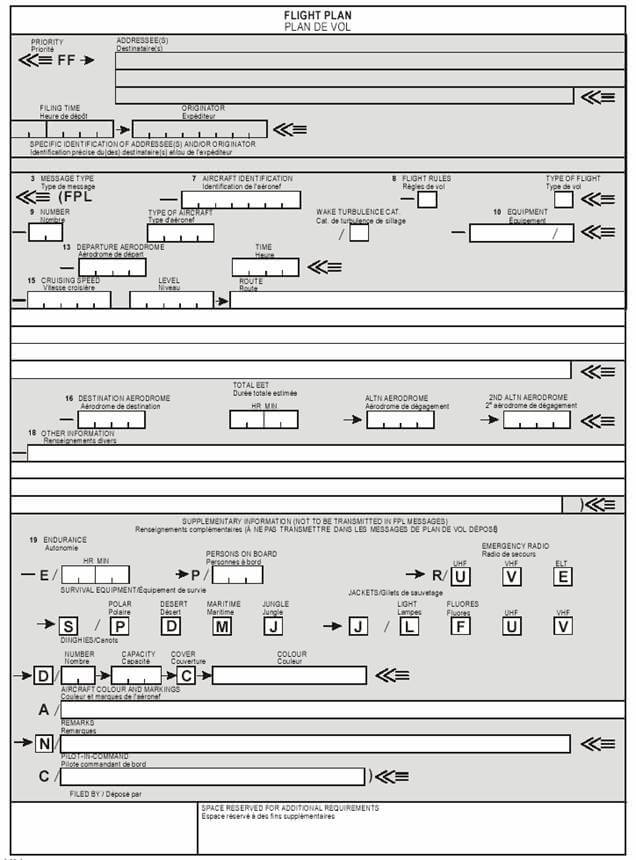 FLIGHT PLAN
PLAN DE VOL
PRIORITY
Priorité
ADDRESSEE(S)
Destinataire(s)
FF
FILING TIME
Heure de dépôt
ORIGINATOR
Expéditeur
SPECIFIC IDENTIFICATION OF ADDRESSEE(S) AND/OR ORIGINATOR
Identification précise du(des) destinataire(s) et/ou de l'expéditeur
3 MESSAGE TYPE
Type de message
(FPL
7 AIRCRAFT IDENTIFICATION
Identification de l'aéronef
8 FLIGHT RULES
Règles de vol
TYPE OF FLIGHT
Type de vol
9 NUMBER
Nombre
TYPE OF AIRCRAFT
Type d'aéronef
WAKE TURBULENCE CAT.
Cat. de turbulence de sillage
/
10 EQUIPMENT
Équipement
/
13 DEPARTURE AERODROME
Aérodrome de départ
TIME
Heure
15 CRUISING SPEED
Vitesse croisière
LEVEL
Niveau
ROUTE
Route
16 DESTINATION AERODROME
Aérodrome de destination
TOTAL EET
Durée totale estimée
HR MIN
ALTN AERODROME
Aérodrome de dégagement
2ND ALTN AERODROME
2e aérodrome de dégagement
18 OTHER INFORMATION
Renseignements divers
)
SUPPLEMENTARY INFORMATION (NOT TO BE TRANSMITTED IN FPL MESSAGES)
Renseignements complémentaires (À NE PAS TRANSMETTRE DANS LES MESSAGES DE PLAN DE VOL DÉPOSÉ)
19 ENDURANCE
Autonomie
HR MIN
E /
PERSONS ON BOARD
Personnes à bord
P /
EMERGENCY RADIO
Radio de secours
UHF VHF ELT
R/ U V E
SURVIVAL EQUIPMENT/Équipement de survie
POLAR
Polaire
DESERT
Désert
MARITIME
Maritime
JUNGLE
Jungle
S / P D M J
JACKETS/Gilets de sauvetage
LIGHT
Lampes
FLUORES
Fluores
UHF VHF
J / L F U V
DINGHIES/Canots
NUMBER
Nombre
CAPACITY
Capacité
COVER
Couverture
COLOUR
Couleur
D / C
AIRCRAFT COLOUR AND MARKINGS
Couleur et marques de l'aéronef
A /
REMARKS
Remarques
N /
PILOT-IN-COMMAND
Pilote commandant de bord
C / )
FILED BY / Déposé par
SPACE RESERVED FOR ADDITIONAL REQUIREMENTS
Espace réservé à des fins supplémentaires